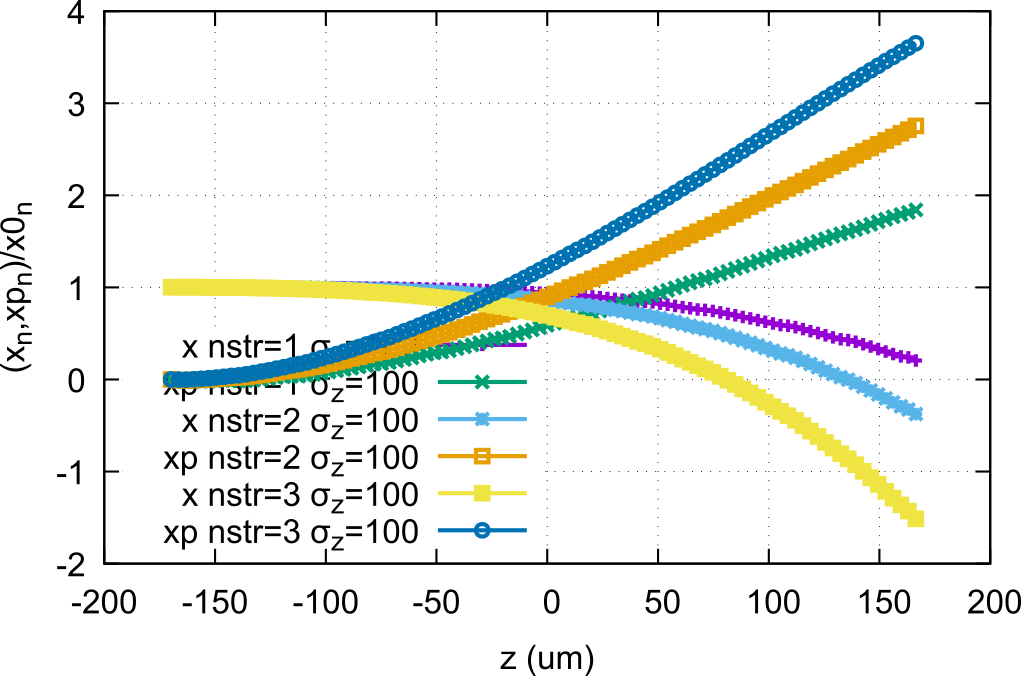 4
3
2
1
0
-1
-2
(x_n,xp_n)/x0_n
x nstr=1 σ_z=100
xp nstr=1 σ_z=100
x nstr=2 σ_z=100
xp nstr=2 σ_z=100
x nstr=3 σ_z=100
xp nstr=3 σ_z=100
-200 -150 -100 -50 0 50 100 150 200
z (um)